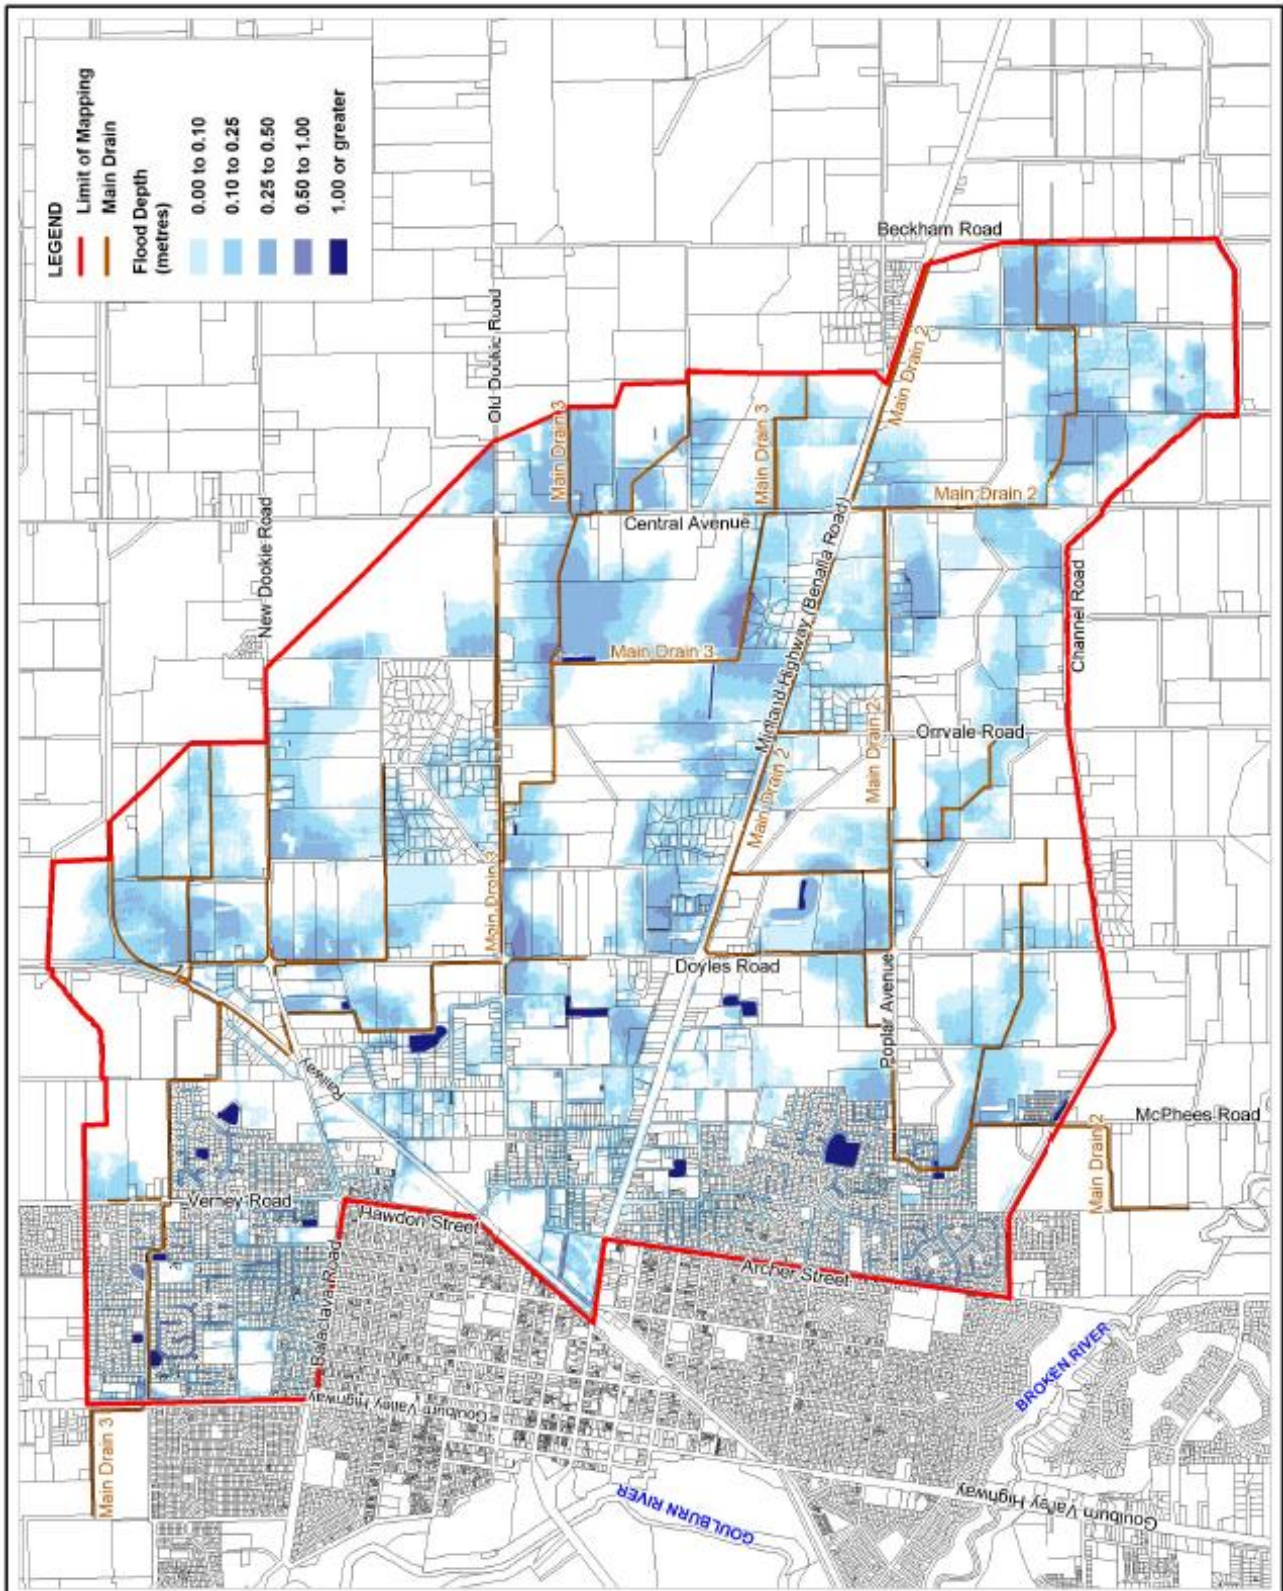 LEGEND
Limit of Mapping
Main Drain
Flood Depth
(metres)
0.00 to 0.10
0.10 to 0.25
0.25 to 0.50
0.50 to 1.00
1.00 or greater
Beckham Road
Old Dookie Road
Main Drain 2
Main Drain 3
Main Drain 3
Main Drain 2
New Dookie Road
Central Avenue
Midland Highway (Benalla Road)
Channel Road
Main Drain 3
Main Drain 2
Orrvale Road
Main Drain 2
Main Drain 3
Doyles Road
Poplar Avenue
Railway
McPhees Road
Main Drain 2
Verney Road
Hawdon Street
Balaclava Road
Archer Street
BROKEN RIVER
Goulburn Valley Highway
Main Drain 3
GOULBURN RIVER
Goulburn Valley Highway